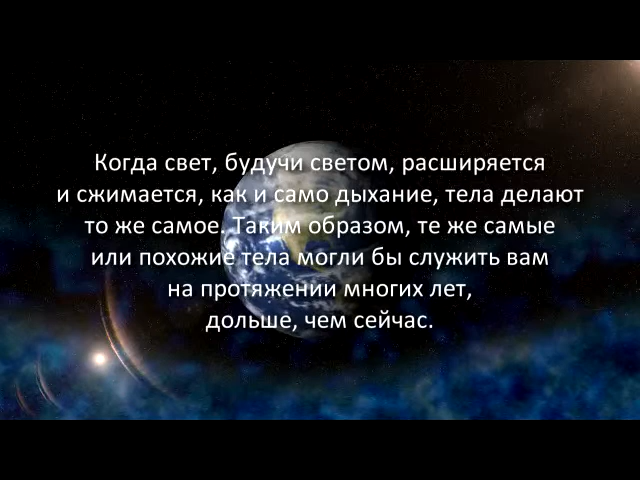 Когда свет, будучи светом, расширяется
и сжимается, как и само дыхание, тела делают
то же самое. Таким образом, те же самые
или похожие тела могли бы служить вам
на протяжении многих лет,
дольше, чем сейчас.